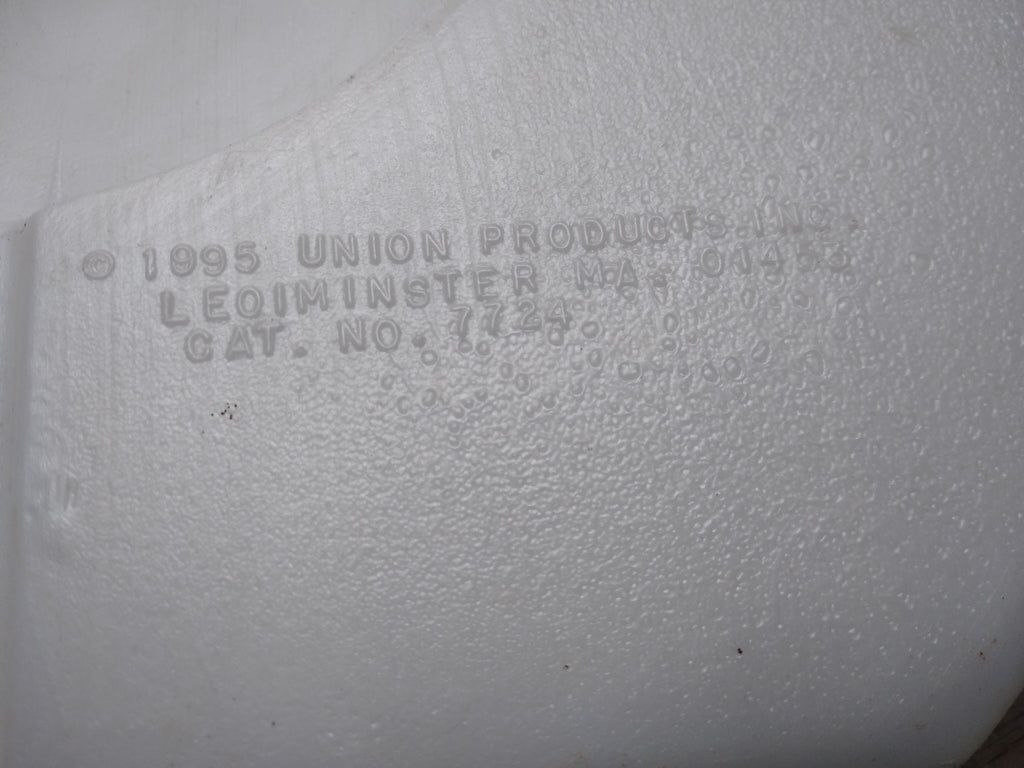 © 1995 UNION PRODUCTS INC.
LEOIMINSTER MA. 01453
CAT. NO. 7724